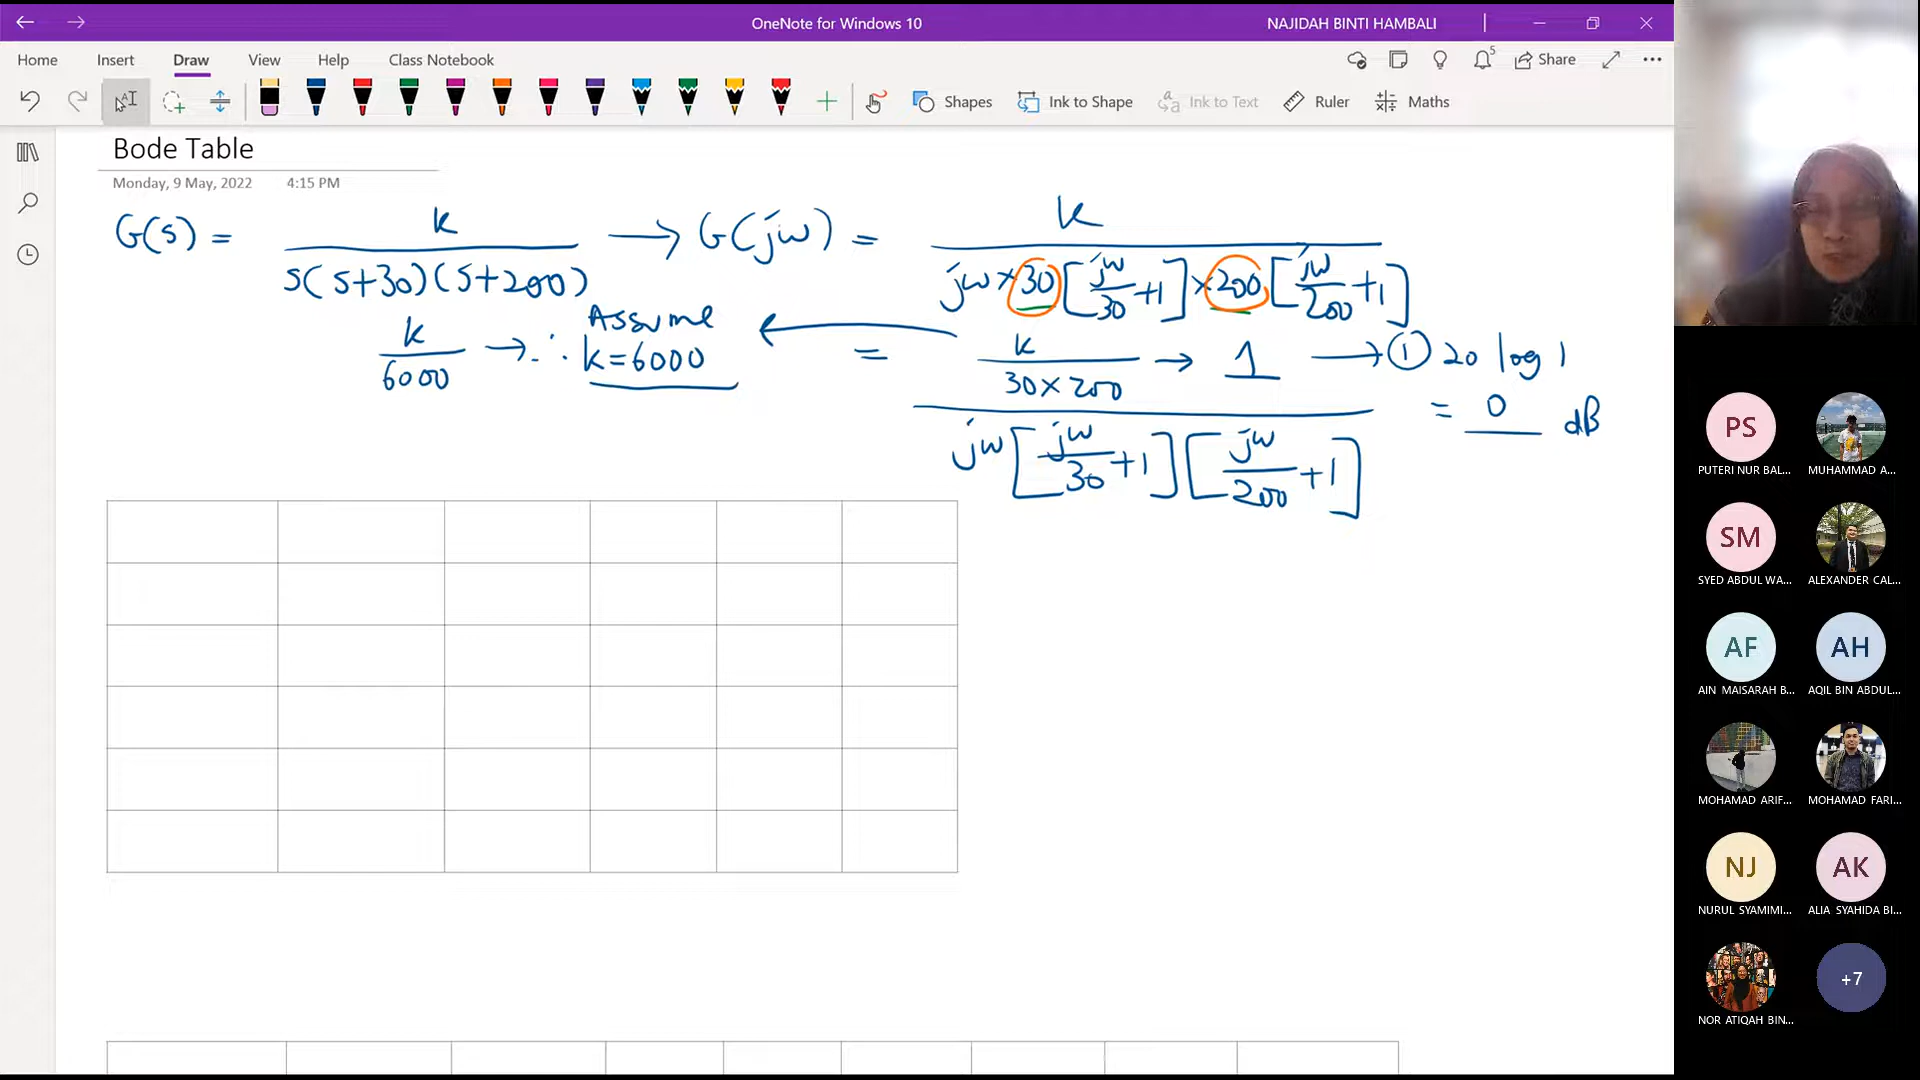 OneNote for Windows 10
NAJIDAH BINTI HAMBALI
Home Insert Draw View Help Class Notebook
5
Share
Shapes Ink to Shape Ink to Text Ruler Maths
Bode Table
Monday, 9 May, 2022 4:15 PM
G(s) = k / s(s+30)(s+200) → G(jω) = k / jω×30[jω/30+1]×200[jω/200+1]
k/6000 → ∴ Assume k=6000
= k/30×200 → 1 → ① 20 log 1
= 0 dB
jω[jω/30+1][jω/200+1]
PS
PUTERI NUR BAL...
MUHAMMAD A...
SM
SYED ABDUL WA...
ALEXANDER CAL...
AF
AH
AIN MAISARAH B...
AQIL BIN ABDUL...
MOHAMAD ARIF...
MOHAMAD FARI...
NJ
AK
NURUL SYAMIMI...
ALIA SYAHIDA BI...
+7
NOR ATIQAH BIN...